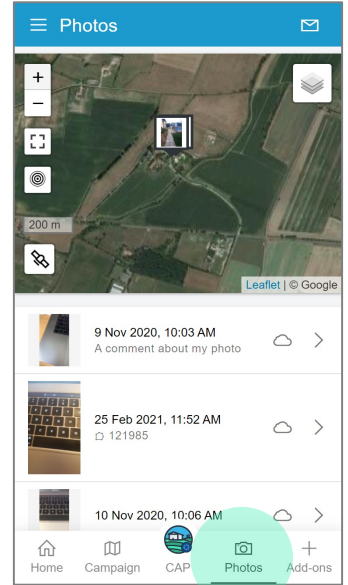 Photos
+
−
200 m
Leaflet | © Google
9 Nov 2020, 10:03 AM
A comment about my photo
25 Feb 2021, 11:52 AM
121985
10 Nov 2020, 10:06 AM
Home Campaign CAP Photos Add-ons